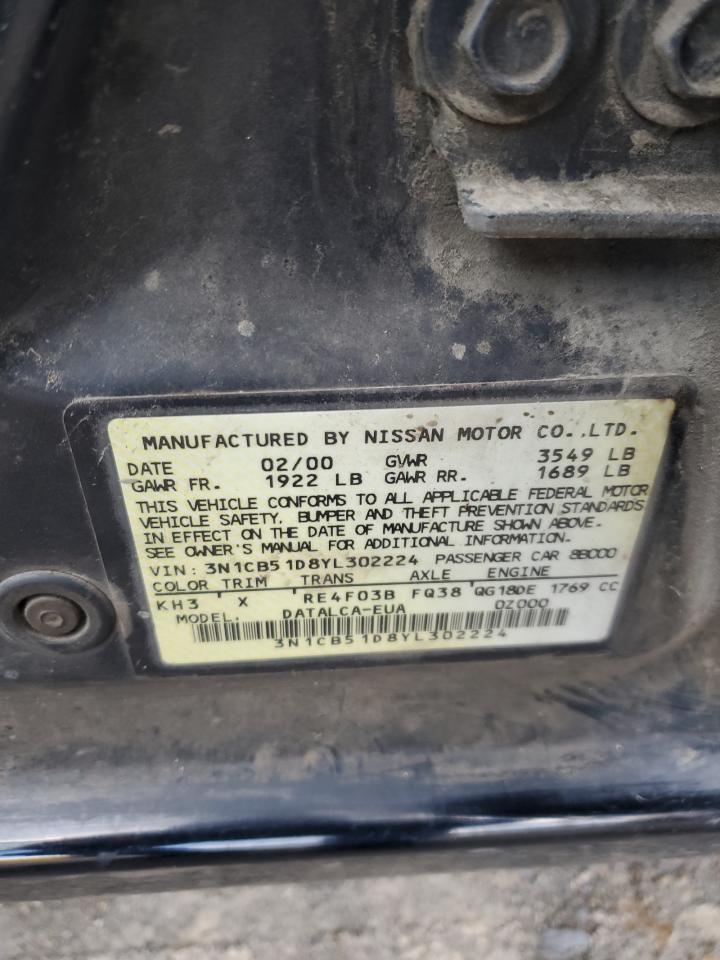 MANUFACTURED BY NISSAN MOTOR CO.,LTD.
DATE 02/00 GVWR 3549 LB
GAWR FR. 1922 LB GAWR RR. 1689 LB
THIS VEHICLE CONFORMS TO ALL APPLICABLE FEDERAL MOTOR
VEHICLE SAFETY, BUMPER AND THEFT PREVENTION STANDARDS
IN EFFECT ON THE DATE OF MANUFACTURE SHOWN ABOVE.
SEE OWNER'S MANUAL FOR ADDITIONAL INFORMATION.
VIN: 3N1CB51D8YL302224 PASSENGER CAR 8B000
COLOR TRIM TRANS AXLE ENGINE
KH3 X RE4F03B FQ38 QG18DE 1769 CC
MODEL: DATALCA-EUA 0Z000
3N1CB51D8YL302224